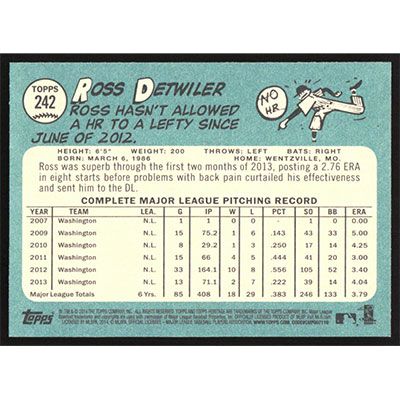 TOPPS
242
ROSS DETWILER
ROSS HASN'T ALLOWED
A HR TO A LEFTY SINCE
JUNE OF 2012.
NO
HR
HEIGHT: 6'5" WEIGHT: 200 THROWS: LEFT BATS: RIGHT
BORN: MARCH 6, 1986 HOME: WENTZVILLE, MO.
Ross was superb through the first two months of 2013, posting a 2.76 ERA
in eight starts before problems with back pain curtailed his effectiveness
and sent him to the DL.
COMPLETE MAJOR LEAGUE PITCHING RECORD
YEAR TEAM LEA. G IP W L PCT SO BB ERA
2007 Washington N.L. 1 1 0 0 — 1 0 0.00
2009 Washington N.L. 15 75.2 1 6 .143 43 33 5.00
2010 Washington N.L. 8 29.2 1 3 .250 17 14 4.25
2011 Washington N.L. 15 66 4 5 .444 41 20 3.00
2012 Washington N.L. 33 164.1 10 8 .556 105 52 3.40
2013 Washington N.L. 13 71.1 2 7 .222 39 14 4.04
Major League Totals 6 Yrs. 85 408 18 29 .383 246 133 3.79
Topps